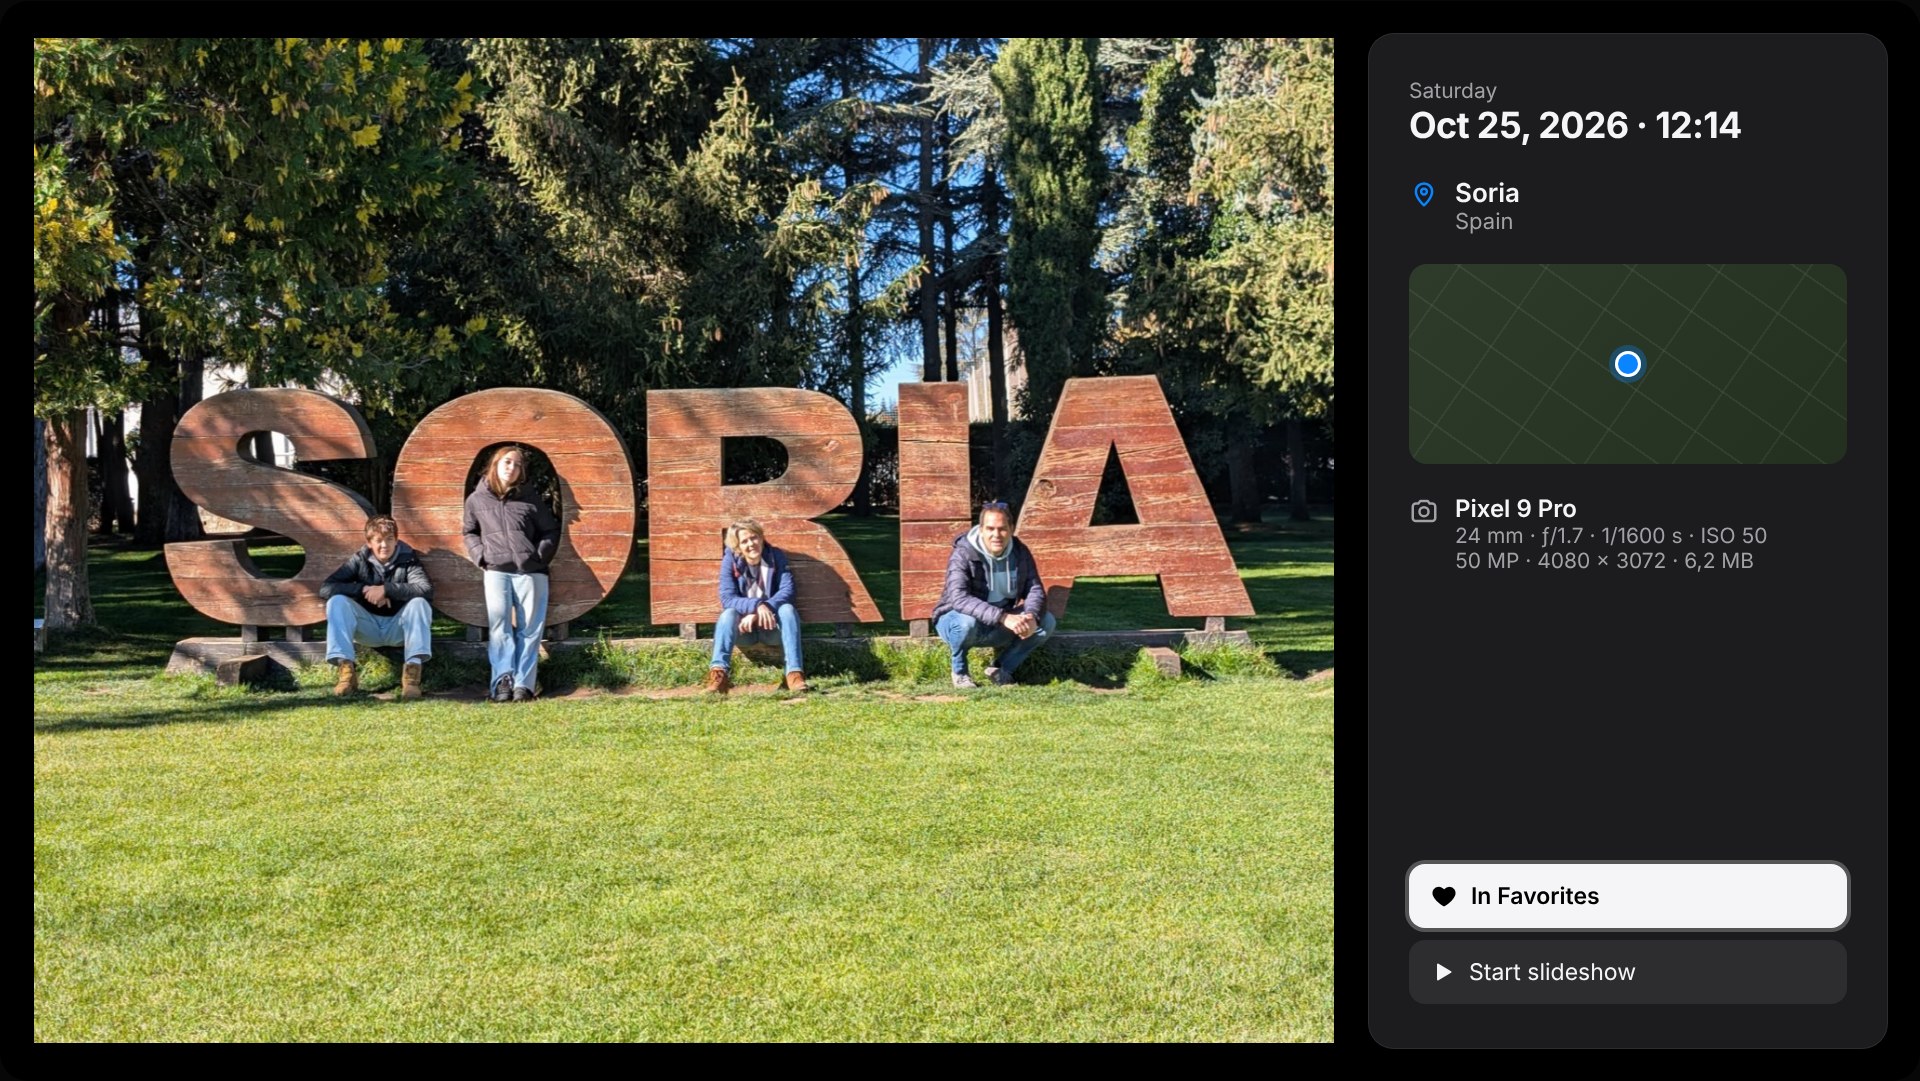 SORIA
Saturday
Oct 25, 2026 · 12:14
Soria
Spain
Pixel 9 Pro
24 mm · ƒ/1.7 · 1/1600 s · ISO 50
50 MP · 4080 × 3072 · 6,2 MB
In Favorites
Start slideshow